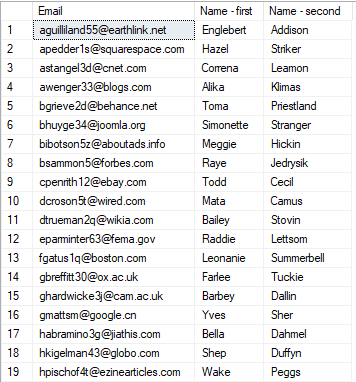 Email Name - first Name - second
1 aguilliland55@earthlink.net Englebert Addison
2 apedder1s@squarespace.com Hazel Striker
3 astangel3d@cnet.com Correna Leamon
4 awenger33@blogs.com Alika Klimas
5 bgrieve2d@behance.net Toma Priestland
6 bhuyge34@joomla.org Simonette Stranger
7 bibotson5z@aboutads.info Meggie Hickin
8 bsammon5@forbes.com Raye Jedrysik
9 cpenrith12@ebay.com Todd Cecil
10 dcroson5t@wired.com Mata Camus
11 dtrueman2q@wikia.com Bailey Stovin
12 eparminter63@fema.gov Raddie Lettsom
13 fgatus1q@boston.com Leonanie Summerbell
14 gbreffitt30@ox.ac.uk Farlee Tuckie
15 ghardwicke3j@cam.ac.uk Barbey Dallin
16 gmattsm@google.cn Yves Sher
17 habramino3g@jiathis.com Bella Dahmel
18 hkigelman43@globo.com Shep Duffyn
19 hpischof4t@ezinearticles.com Wake Peggs